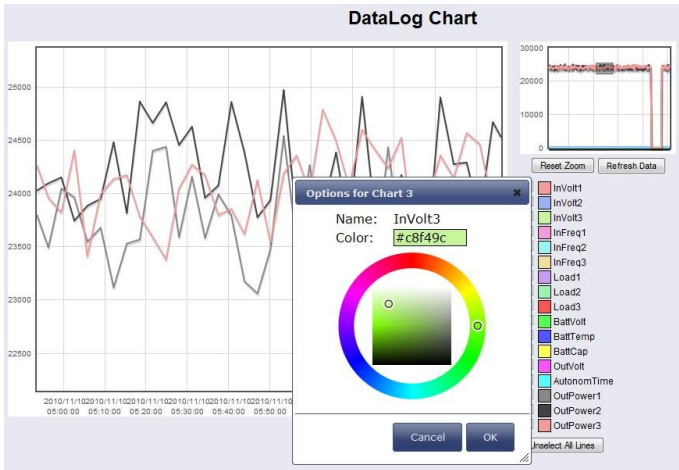 DataLog Chart
25000
24500
24000
23500
23000
22500
2010/11/10 2010/11/10 2010/11/10 2010/11/10 2010/11/10 2010/11/10
05:00:00 05:10:00 05:20:00 05:30:00 05:40:00 05:50:00
30000
20000
10000
0
Reset Zoom Refresh Data
Options for Chart 3
Name: InVolt3
Color: #c8f49c
Cancel OK
InVolt1
InVolt2
InVolt3
InFreq1
InFreq2
InFreq3
Load1
Load2
Load3
BattVolt
BattTemp
BattCap
OutVolt
AutonomTime
OutPower1
OutPower2
OutPower3
Unselect All Lines